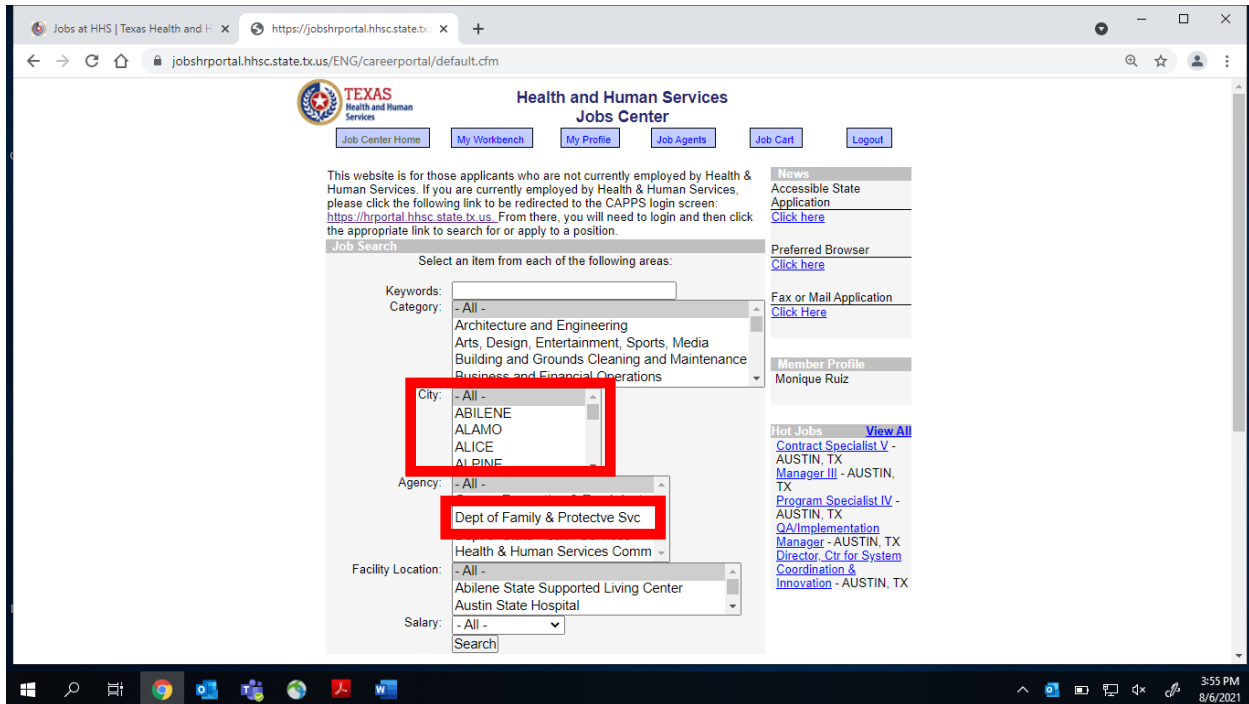 Jobs at HHS | Texas Health and H
https://jobshrportal.hhsc.state.tx.
jobshrportal.hhsc.state.tx.us/ENG/careerportal/default.cfm
TEXAS
Health and Human
Services
Health and Human Services
Jobs Center
Job Center Home
My Workbench
My Profile
Job Agents
Job Cart
Logout
This website is for those applicants who are not currently employed by Health &
Human Services. If you are currently employed by Health & Human Services,
please click the following link to be redirected to the CAPPS login screen:
https://hrportal.hhsc.state.tx.us. From there, you will need to login and then click
the appropriate link to search for or apply to a position.
Job Search
Select an item from each of the following areas:
Keywords:
Category:
- All -
Architecture and Engineering
Arts, Design, Entertainment, Sports, Media
Building and Grounds Cleaning and Maintenance
Business and Financial Operations
City:
- All -
ABILENE
ALAMO
ALICE
ALPINE
Agency:
- All -
Dept of Family & Protectve Svc
Health & Human Services Comm
Facility Location:
- All -
Abilene State Supported Living Center
Austin State Hospital
Salary:
- All -
Search
News
Accessible State
Application
Click here
Preferred Browser
Click here
Fax or Mail Application
Click Here
Member Profile
Monique Ruiz
Hot Jobs View All
Contract Specialist V -
AUSTIN, TX
Manager III - AUSTIN,
TX
Program Specialist IV -
AUSTIN, TX
QA/Implementation
Manager - AUSTIN, TX
Director, Ctr for System
Coordination &
Innovation - AUSTIN, TX
3:55 PM
8/6/2021